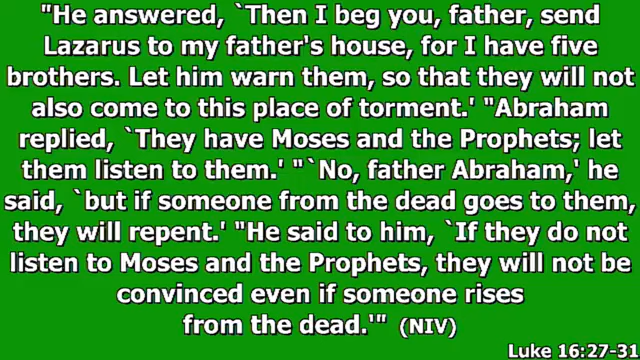 "He answered, `Then I beg you, father, send
Lazarus to my father's house, for I have five
brothers. Let him warn them, so that they will not
also come to this place of torment.' "Abraham
replied, `They have Moses and the Prophets; let
them listen to them.' "`No, father Abraham,' he
said, `but if someone from the dead goes to them,
they will repent.' "He said to him, `If they do not
listen to Moses and the Prophets, they will not be
convinced even if someone rises
from the dead.'" (NIV)
Luke 16:27-31